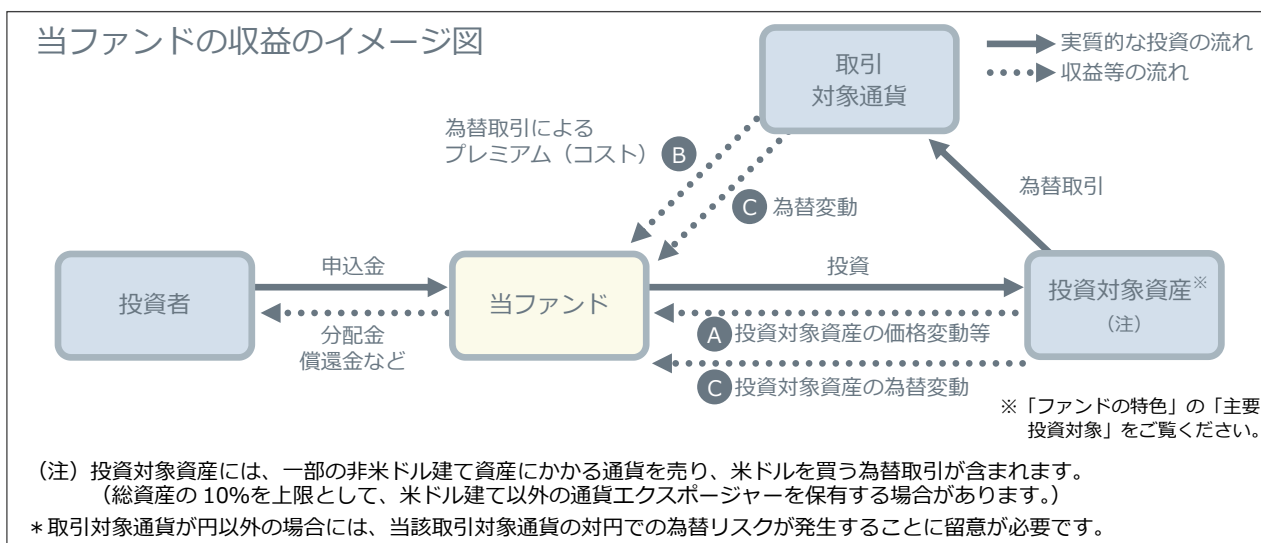 当ファンドの収益のイメージ図
実質的な投資の流れ
収益等の流れ
取引
対象通貨
為替取引による
プレミアム（コスト）
B
C
為替変動
為替取引
投資者
申込金
分配金
償還金など
当ファンド
投資
A
投資対象資産の価格変動等
C
投資対象資産の為替変動
投資対象資産※
（注）
※「ファンドの特色」の「主要
投資対象」をご覧ください。
（注）投資対象資産には、一部の非米ドル建て資産にかかる通貨を売り、米ドルを買う為替取引が含まれます。
（総資産の 10%を上限として、米ドル建て以外の通貨エクスポージャーを保有する場合があります。）
＊取引対象通貨が円以外の場合には、当該取引対象通貨の対円での為替リスクが発生することに留意が必要です。